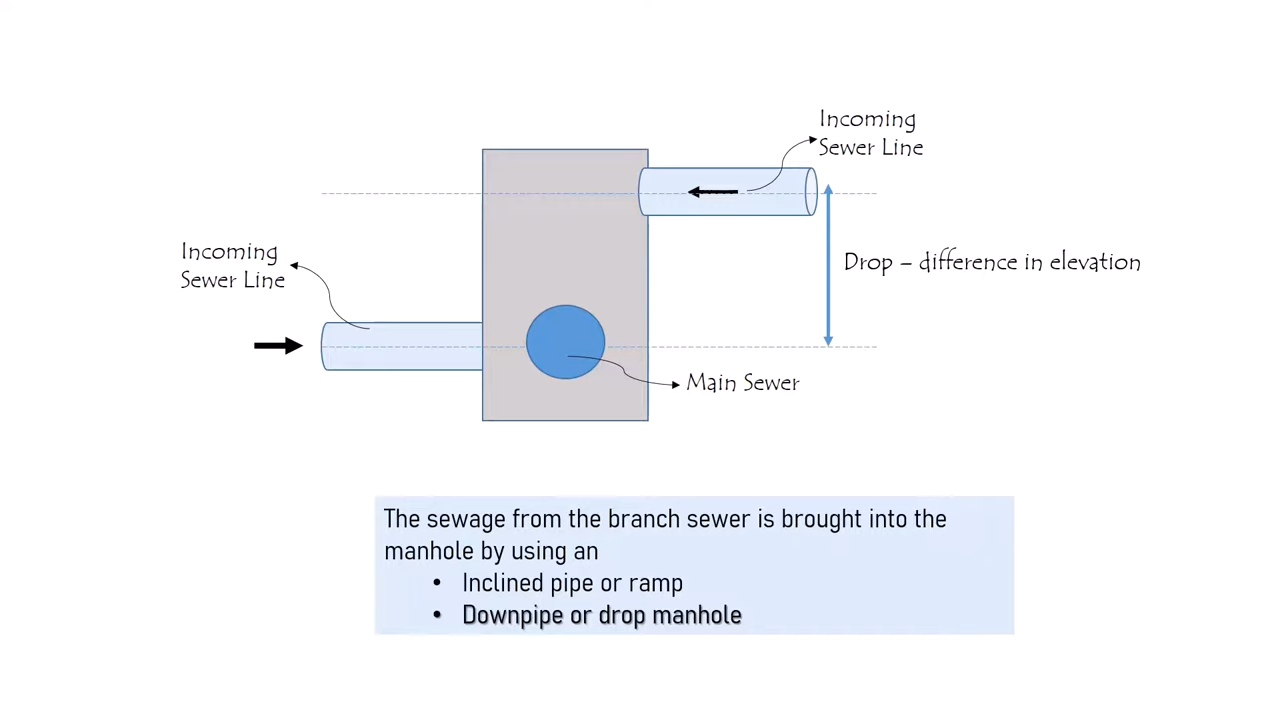 Incoming
Sewer Line
Incoming
Sewer Line
Drop – difference in elevation
Main Sewer
The sewage from the branch sewer is brought into the
manhole by using an
• Inclined pipe or ramp
• Downpipe or drop manhole